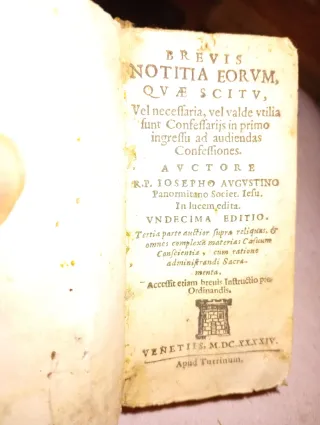 BREVIS
NOTITIA EORVM,
QVÆ SCITV,
Vel necessaria, vel valde vtilia
sunt Confessarijs in primo
ingressu ad audiendas
Confessiones.
AVCTORE
R.P. IOSEPHO AVGVSTINO
Panormitano Societ. Iesu.
In lucem edita.
VNDECIMA EDITIO.
Tertia parte auctior supra reliquas, &
omnes complexa materias Casuum
Conscientiæ, cum ratione
administrandi Sacra-
menta.
Accessit etiam breuis Instructio pro
Ordinandis.
VENETIIS, M.DC.XXXXIV.
Apud Turrinum.